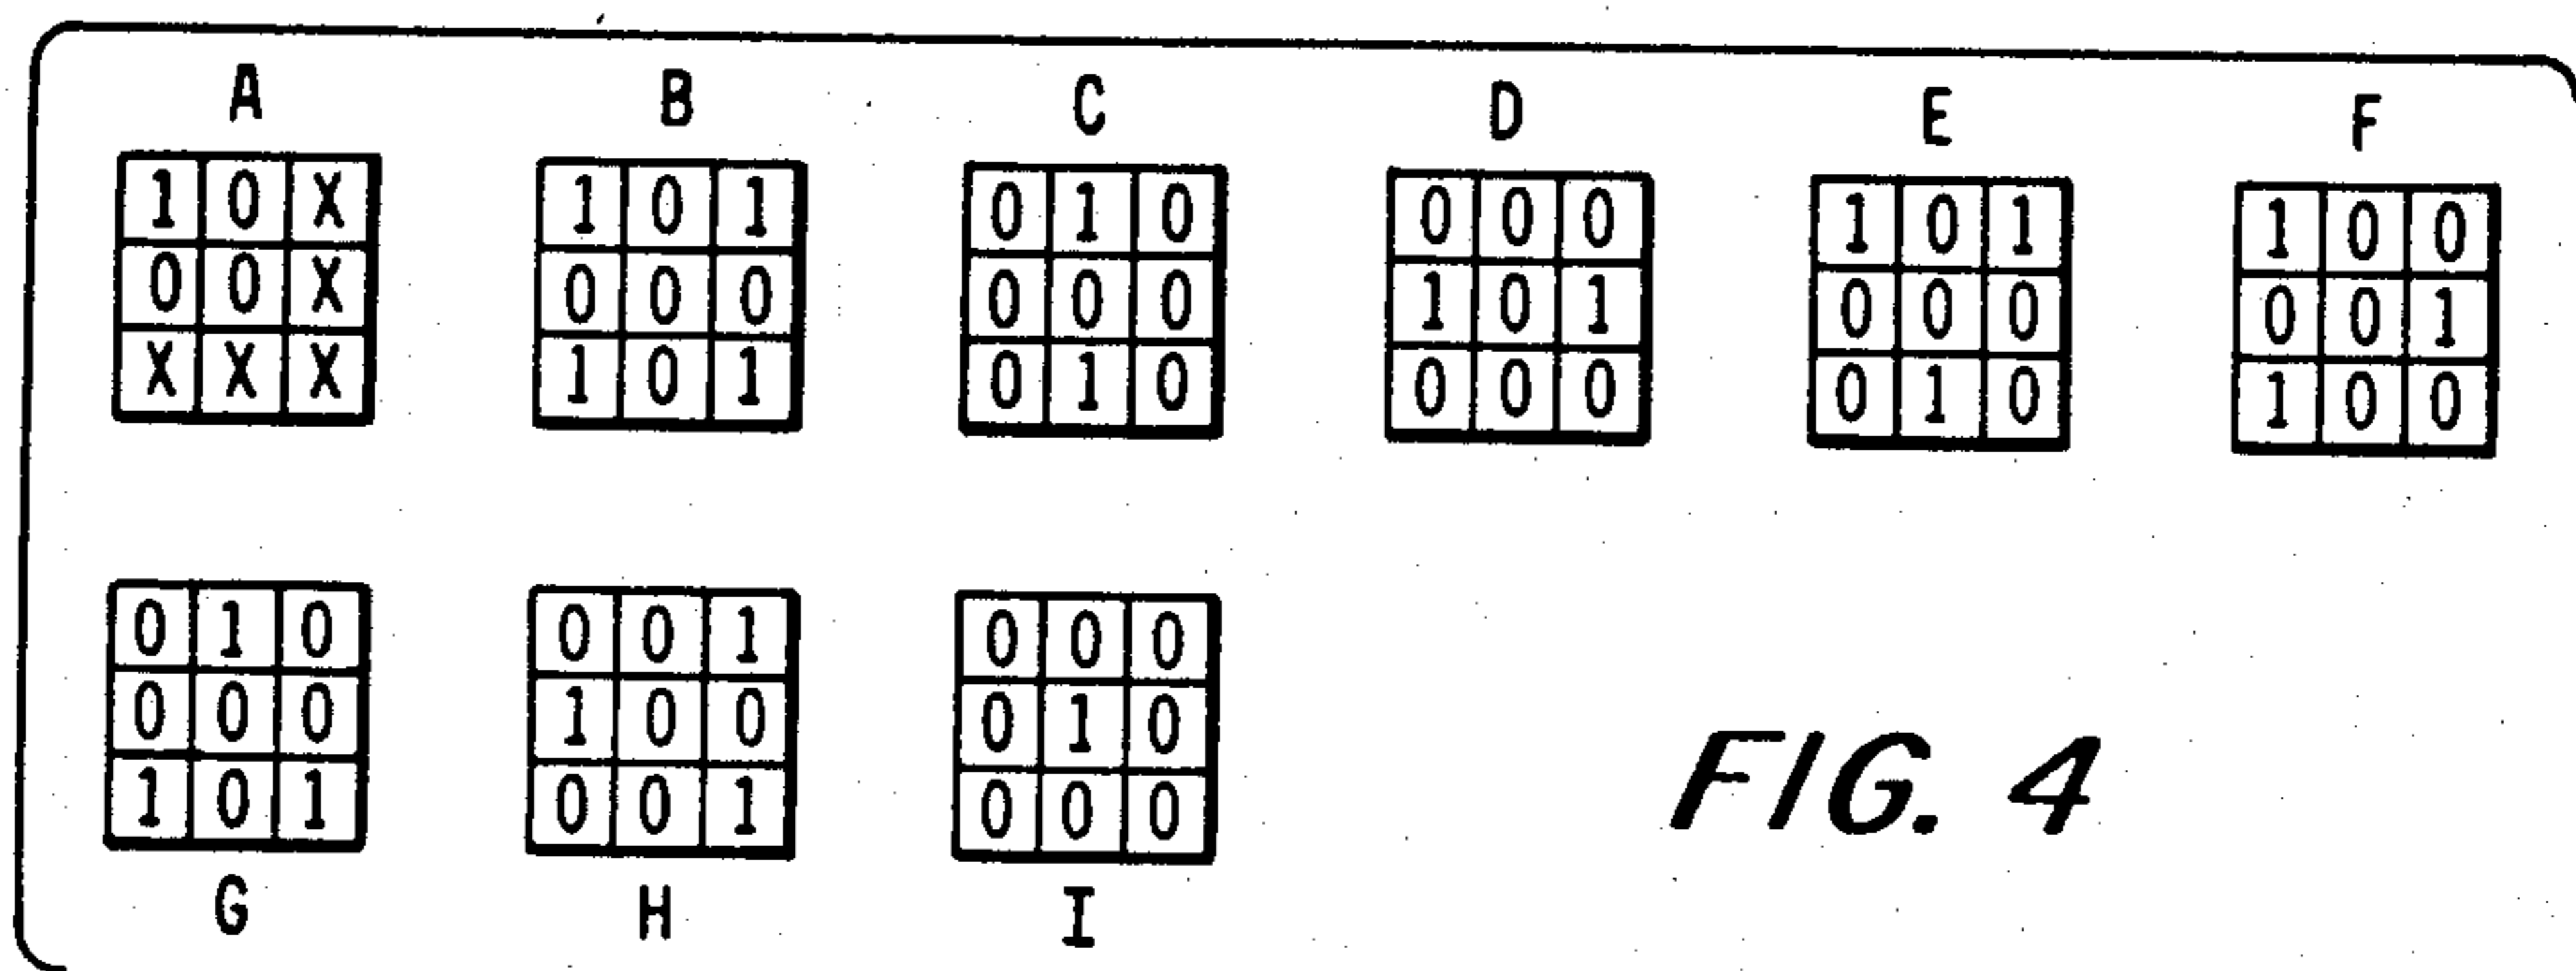 A B C D E F
1 0 X 1 0 1 0 1 0 0 0 0 1 0 1 1 0 0
0 0 X 0 0 0 0 0 0 1 0 1 0 0 0 0 0 1
X X X 1 0 1 0 1 0 0 0 0 0 1 0 1 0 0
0 1 0 0 0 1 0 0 0
0 0 0 1 0 0 0 1 0
1 0 1 0 0 1 0 0 0
G H I
FIG. 4